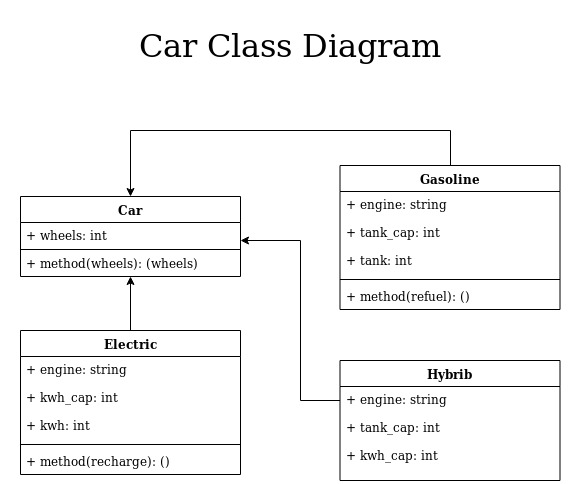 Car Class Diagram
Car
+ wheels: int
+ method(wheels): (wheels)
Gasoline
+ engine: string
+ tank_cap: int
+ tank: int
+ method(refuel): ()
Electric
+ engine: string
+ kwh_cap: int
+ kwh: int
+ method(recharge): ()
Hybrib
+ engine: string
+ tank_cap: int
+ kwh_cap: int